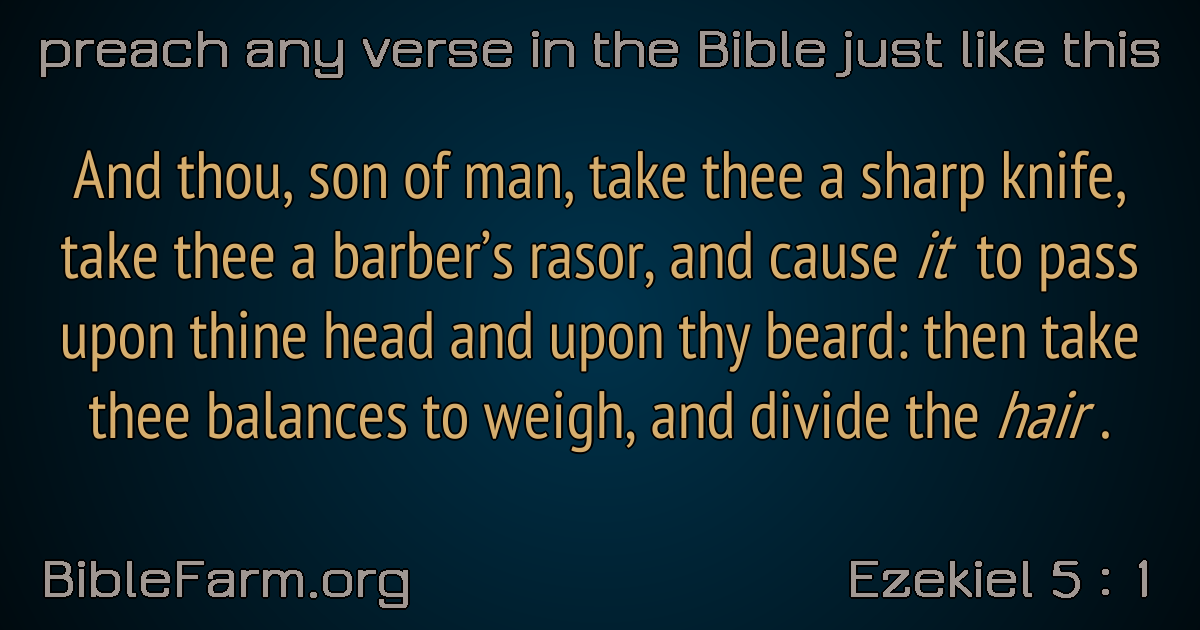 preach any verse in the Bible just like this
And thou, son of man, take thee a sharp knife,
take thee a barber’s rasor, and cause it to pass
upon thine head and upon thy beard: then take
thee balances to weigh, and divide the hair .
BibleFarm.org
Ezekiel 5 : 1